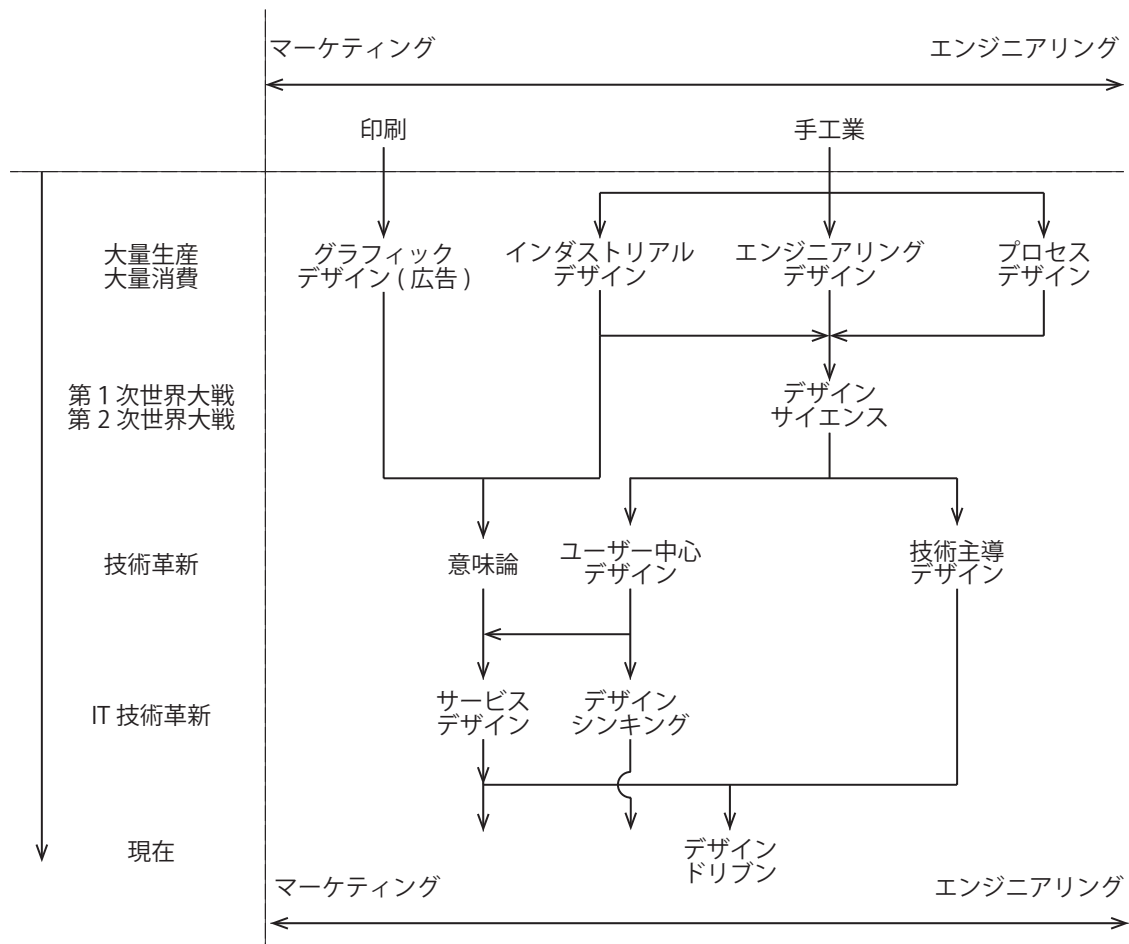 マーケティング
エンジニアリング
印刷
手工業
大量生産
大量消費
グラフィック
デザイン ( 広告 )
インダストリアル
デザイン
エンジニアリング
デザイン
プロセス
デザイン
第 1 次世界大戦
第 2 次世界大戦
デザイン
サイエンス
技術革新
意味論
ユーザー中心
デザイン
技術主導
デザイン
IT 技術革新
サービス
デザイン
デザイン
シンキング
現在
デザイン
ドリブン
マーケティング
エンジニアリング